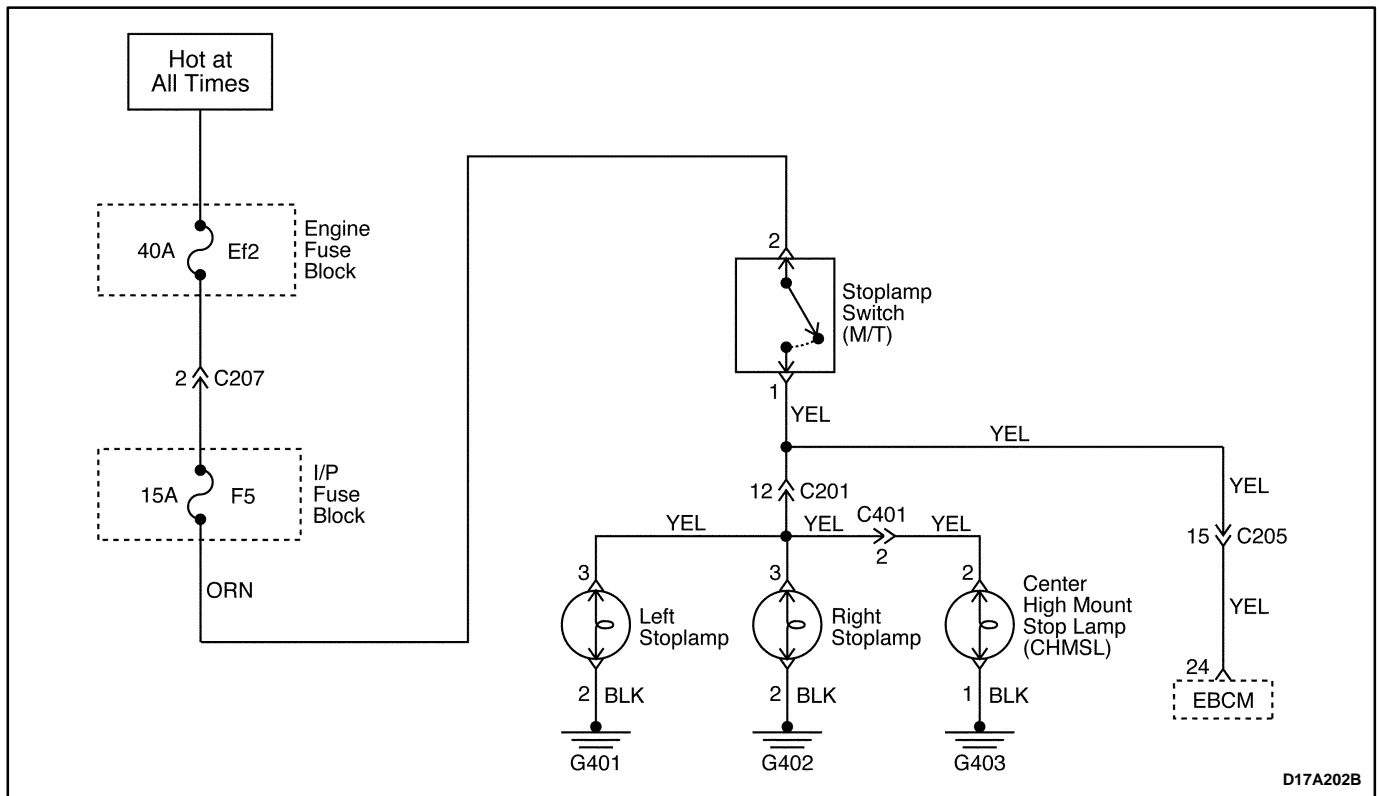 Hot at
All Times
40A
Ef2
Engine
Fuse
Block
2
C207
15A
F5
I/P
Fuse
Block
ORN
2
Stoplamp
Switch
(M/T)
1
YEL
YEL
YEL
12
C201
15
C205
YEL
YEL
C401
2
YEL
YEL
3
Left
Stoplamp
2
BLK
G401
3
Right
Stoplamp
2
BLK
G402
2
Center
High Mount
Stop Lamp
(CHMSL)
1
BLK
G403
24
EBCM
D17A202B